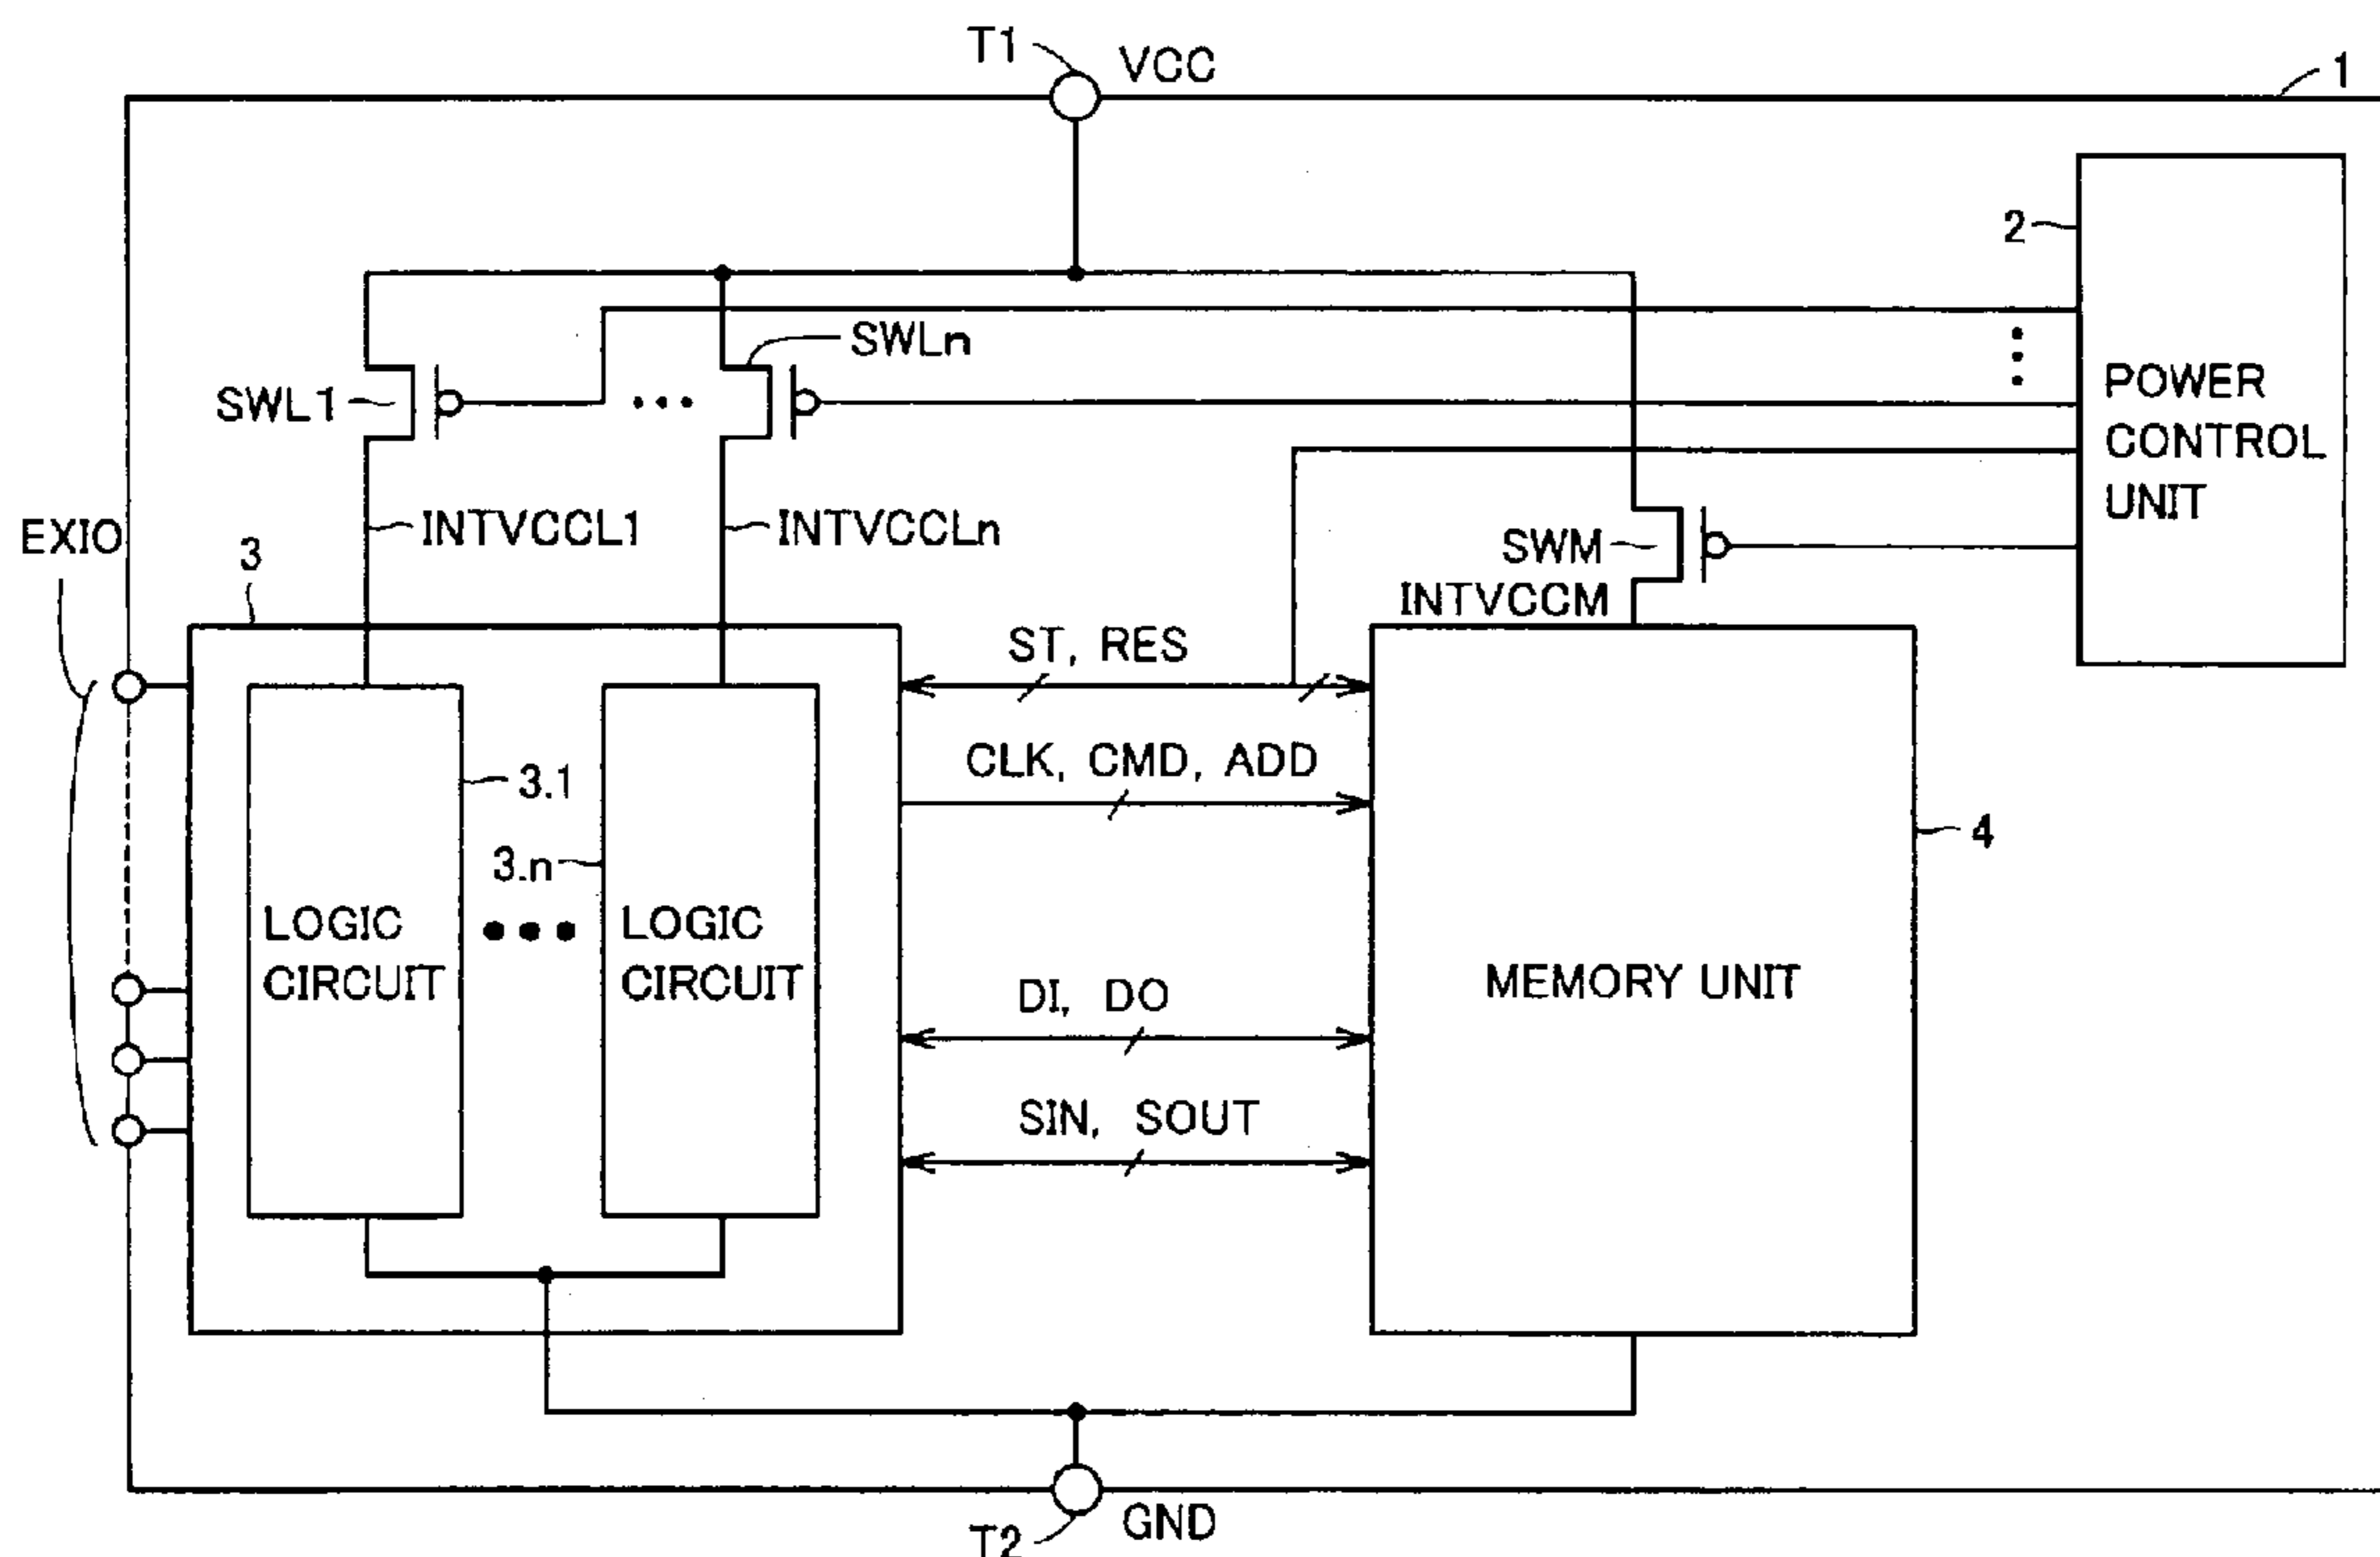 T1
VCC
1
2
SWLn
SWL1
POWER
CONTROL
UNIT
EXIO
INTVCCL1
INTVCCLn
3
SWM
INTVCCM
ST, RES
CLK, CMD, ADD
3.1
4
3.n
LOGIC
CIRCUIT
LOGIC
CIRCUIT
MEMORY UNIT
DI, DO
SIN, SOUT
GND
T2